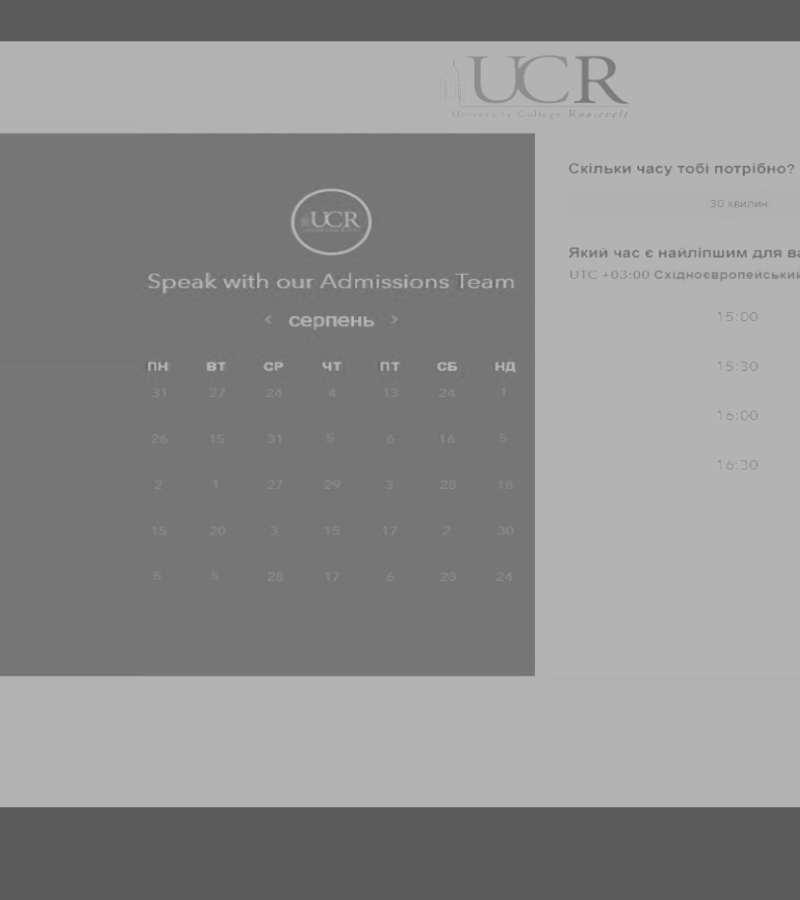 UCR
University College Roosevelt
UCR
Speak with our Admissions Team
< серпень >
ПН ВТ СР ЧТ ПТ СБ НД
31 27 24 4 13 24 1
26 15 31 5 6 16 5
2 1 27 29 3 28 18
15 20 3 15 17 2 30
5 5 28 17 6 28 24
Скільки часу тобі потрібно?
30 хвилин
Який час є найліпшим для ва
UTC +03:00 Східноєвропейський
15:00
15:30
16:00
16:30